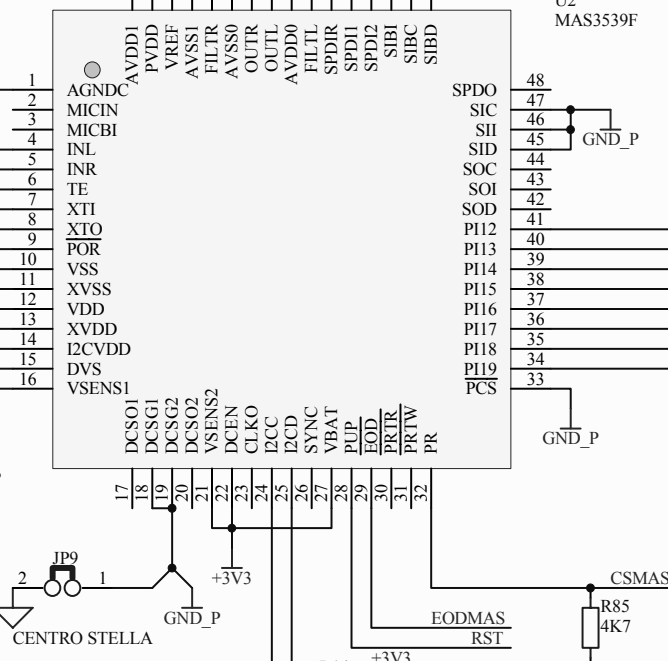 MAS3539F
AVDD1 PVDD VREF AVSS1 FILTR AVSS0 OUTR OUTL AVDD0 FILTL SPDIR SPDI1 SPDI2 SIBI SIBC SIBD
1 AGNDC SPDO 48
2 MICIN SIC 47
3 MICBI SII 46
GND_P
4 INL SID 45
5 INR SOC 44
6 TE SOI 43
7 XTI SOD 42
8 XTO PI12 41
9 POR PI13 40
10 VSS PI14 39
11 XVSS PI15 38
12 VDD PI16 37
13 XVDD PI17 36
14 I2CVDD PI18 35
15 DVS PI19 34
16 VSENS1 PCS 33
GND_P
DCSO1 DCSG1 DCSG2 DCSO2 VSENS2 DCEN CLKO I2CC I2CD SYNC VBAT PUP EOD PRTR PRTW PR
17 18 19 20 21 22 23 24 25 26 27 28 29 30 31 32
JP9
2 1 +3V3 CSMAS
GND_P R85
EODMAS 4K7
CENTRO STELLA RST
+3V3